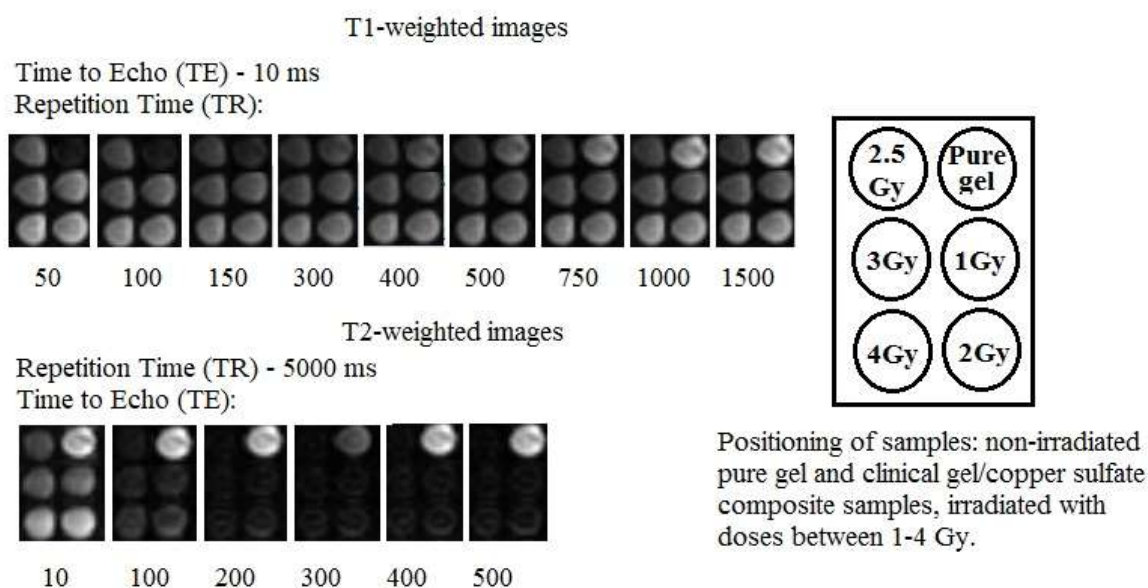 T1-weighted images
Time to Echo (TE) - 10 ms
Repetition Time (TR):
50 100 150 300 400 500 750 1000 1500
T2-weighted images
Repetition Time (TR) - 5000 ms
Time to Echo (TE):
10 100 200 300 400 500
2.5 Gy
Pure gel
3Gy
1Gy
4Gy
2Gy
Positioning of samples: non-irradiated
pure gel and clinical gel/copper sulfate
composite samples, irradiated with
doses between 1-4 Gy.